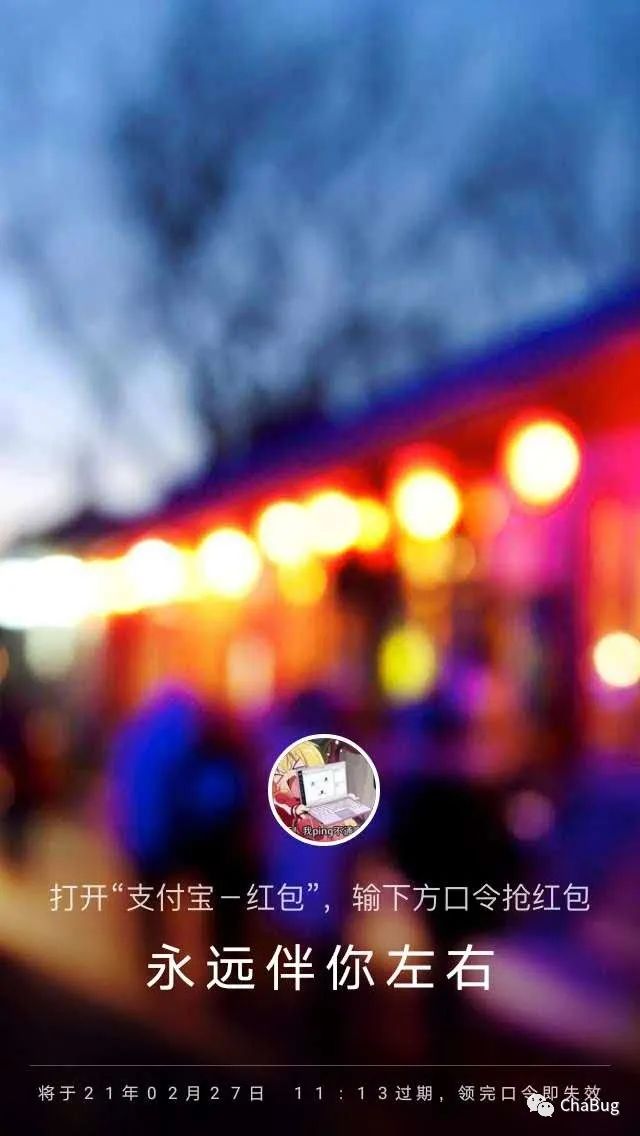 我ping不通
打开“支付宝－红包”，输下方口令抢红包
永远伴你左右
将于21年02月27日 11:13过期，领完口令即失效
ChaBug